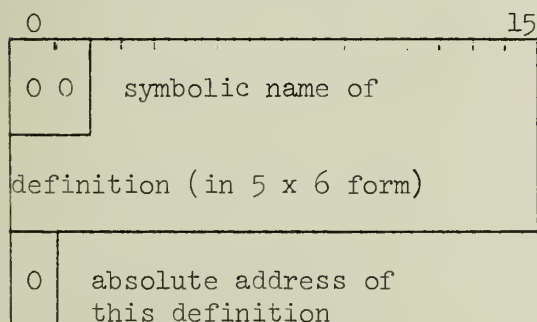 0 15
0 0 symbolic name of
definition (in 5 x 6 form)
0 absolute address of
this definition